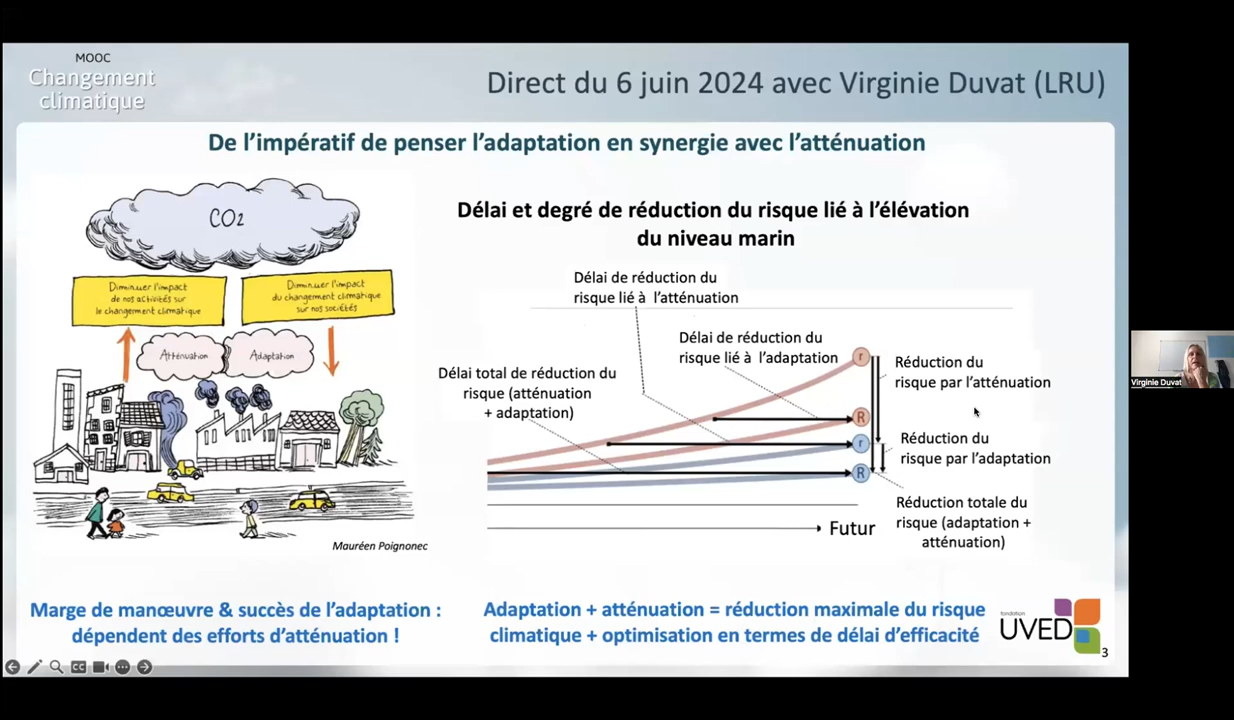 MOOC
Changement
climatique
Direct du 6 juin 2024 avec Virginie Duvat (LRU)
De l'impératif de penser l'adaptation en synergie avec l'atténuation
CO2
Diminuer l'impact
de nos activités sur
le changement climatique
Diminuer l'impact
du changement climatique
sur nos sociétés
Atténuation
Adaptation
Mauréen Poignonec
Délai et degré de réduction du risque lié à l'élévation
du niveau marin
Délai de réduction du
risque lié à l'atténuation
Délai de réduction du
risque lié à l'adaptation
Délai total de réduction du
risque (atténuation
+ adaptation)
r
R
r
R
Réduction du
risque par l'atténuation
Réduction du
risque par l'adaptation
Réduction totale du
risque (adaptation +
atténuation)
Futur
Marge de manœuvre & succès de l'adaptation :
dépendent des efforts d'atténuation !
Adaptation + atténuation = réduction maximale du risque
climatique + optimisation en termes de délai d'efficacité
fondation
UVED
3
CC
Virginie Duvat